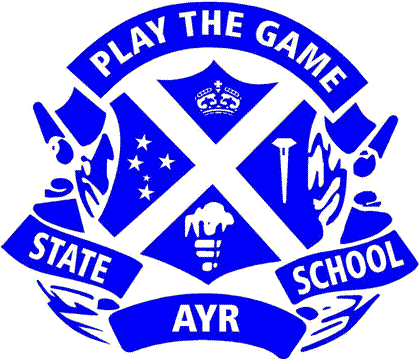 PLAY THE GAME
STATE
AYR
SCHOOL